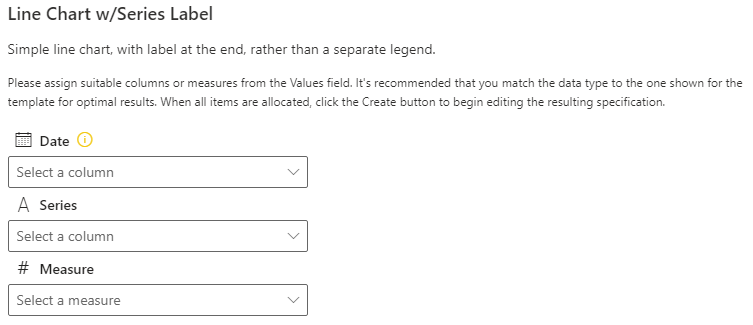 Line Chart w/Series Label
Simple line chart, with label at the end, rather than a separate legend.
Please assign suitable columns or measures from the Values field. It's recommended that you match the data type to the one shown for the
template for optimal results. When all items are allocated, click the Create button to begin editing the resulting specification.
Date
Select a column
A Series
Select a column
# Measure
Select a measure